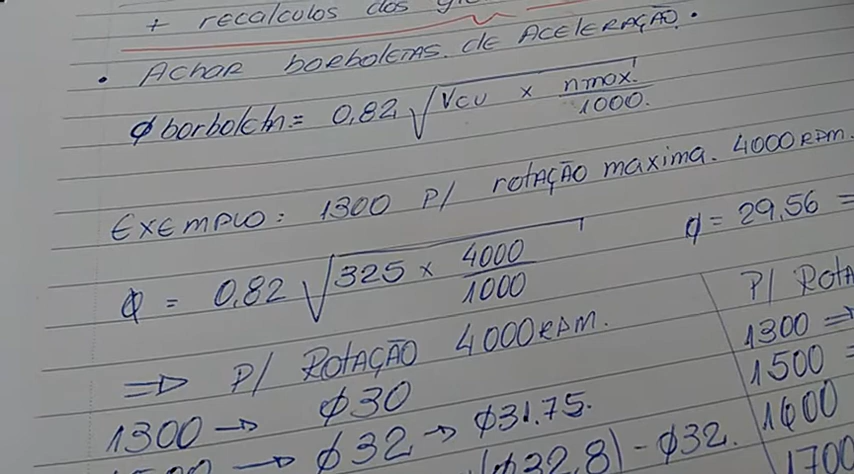 + recalculos dos
• Achar borboletas de Aceleração.
ϕ borboleta = 0,82 √(Vcu × nmax. / 1000.)
Exemplo: 1300 P/ rotação maxima. 4000 RPM.
ϕ = 0,82 √(325 × 4000 / 1000)
ϕ = 29,56 =
⇒ P/ Rotação 4000 RPM.
1300 → ϕ30
→ ϕ32 → ϕ31.75.
(ϕ32,8) - ϕ32.
P/ Rota
1300 ⇒
1500 =
1600
1700